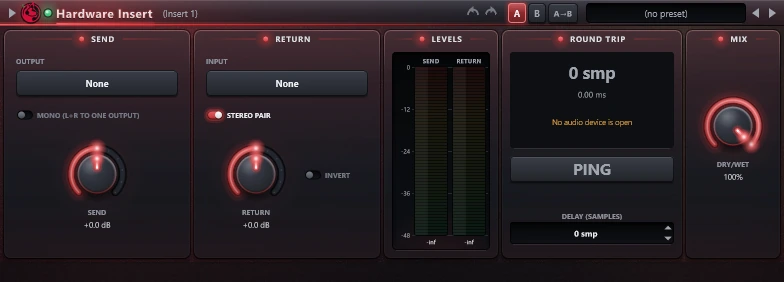 Hardware Insert (Insert 1) A B A→B (no preset)
SEND RETURN LEVELS ROUND TRIP MIX
OUTPUT INPUT SEND RETURN
None None
0 smp
0.00 ms
No audio device is open
MONO (L+R TO ONE OUTPUT) STEREO PAIR
PING
INVERT
DRY/WET
100%
SEND RETURN
+0.0 dB +0.0 dB
DELAY (SAMPLES)
0 smp
0
-12
-24
-36
-48
-inf -inf